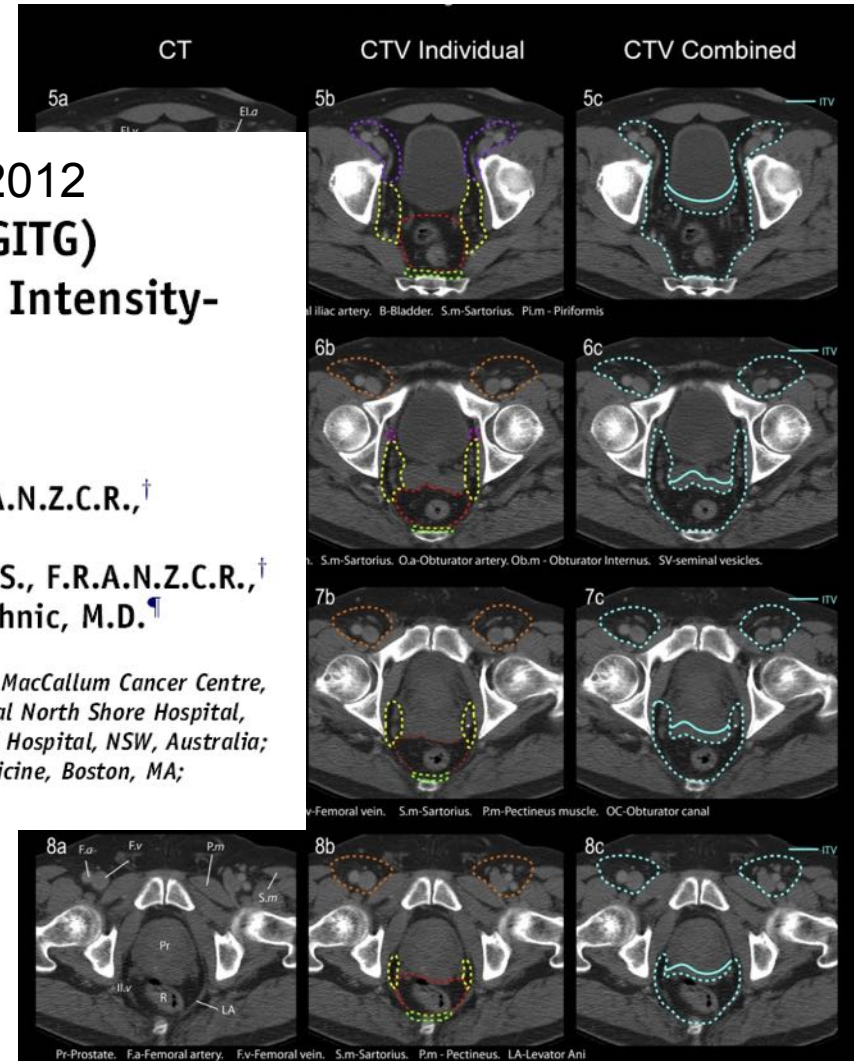 CT CTV Individual CTV Combined
5a
El.a
El.v
5b
5c
ITV
2012
GITG)
Intensity-
A.N.Z.C.R.,†
S., F.R.A.N.Z.C.R.,†
hnic, M.D.¶
MacCallum Cancer Centre,
al North Shore Hospital,
Hospital, NSW, Australia;
icine, Boston, MA;
al iliac artery. B-Bladder. S.m-Sartorius. Pi.m - Piriformis
6b
6c
ITV
S.m-Sartorius. O.a-Obturator artery. Ob.m - Obturator Internus. SV-seminal vesicles.
7b
7c
ITV
v-Femoral vein. S.m-Sartorius. P.m-Pectineus muscle. OC-Obturator canal
8a
F.a
F.v
P.m
S.m
Pr
II.v
R
LA
8b
8c
ITV
Pr-Prostate. F.a-Femoral artery. F.v-Femoral vein. S.m-Sartorius. P.m - Pectineus. LA-Levator Ani